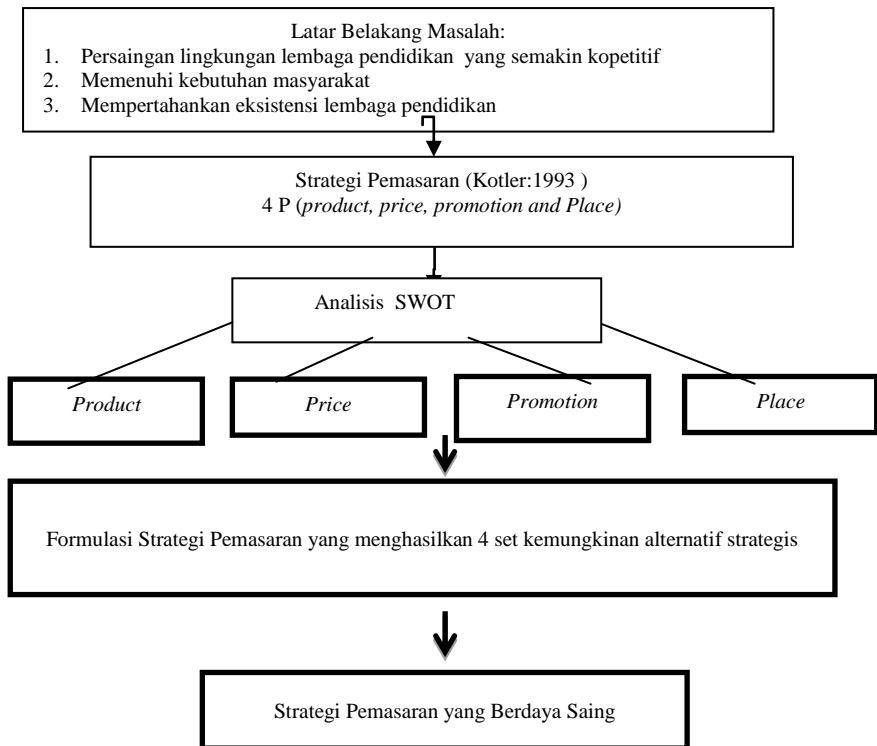 Latar Belakang Masalah:
1. Persaingan lingkungan lembaga pendidikan yang semakin kopetitif
2. Memenuhi kebutuhan masyarakat
3. Mempertahankan eksistensi lembaga pendidikan
Strategi Pemasaran (Kotler:1993 )
4 P (product, price, promotion and Place)
Analisis SWOT
Product
Price
Promotion
Place
Formulasi Strategi Pemasaran yang menghasilkan 4 set kemungkinan alternatif strategis
Strategi Pemasaran yang Berdaya Saing